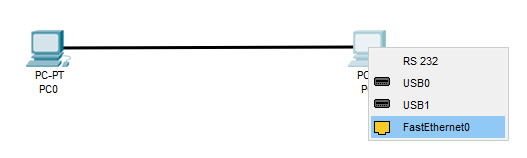 PC-PT
PC0
RS 232
USB0
USB1
FastEthernet0